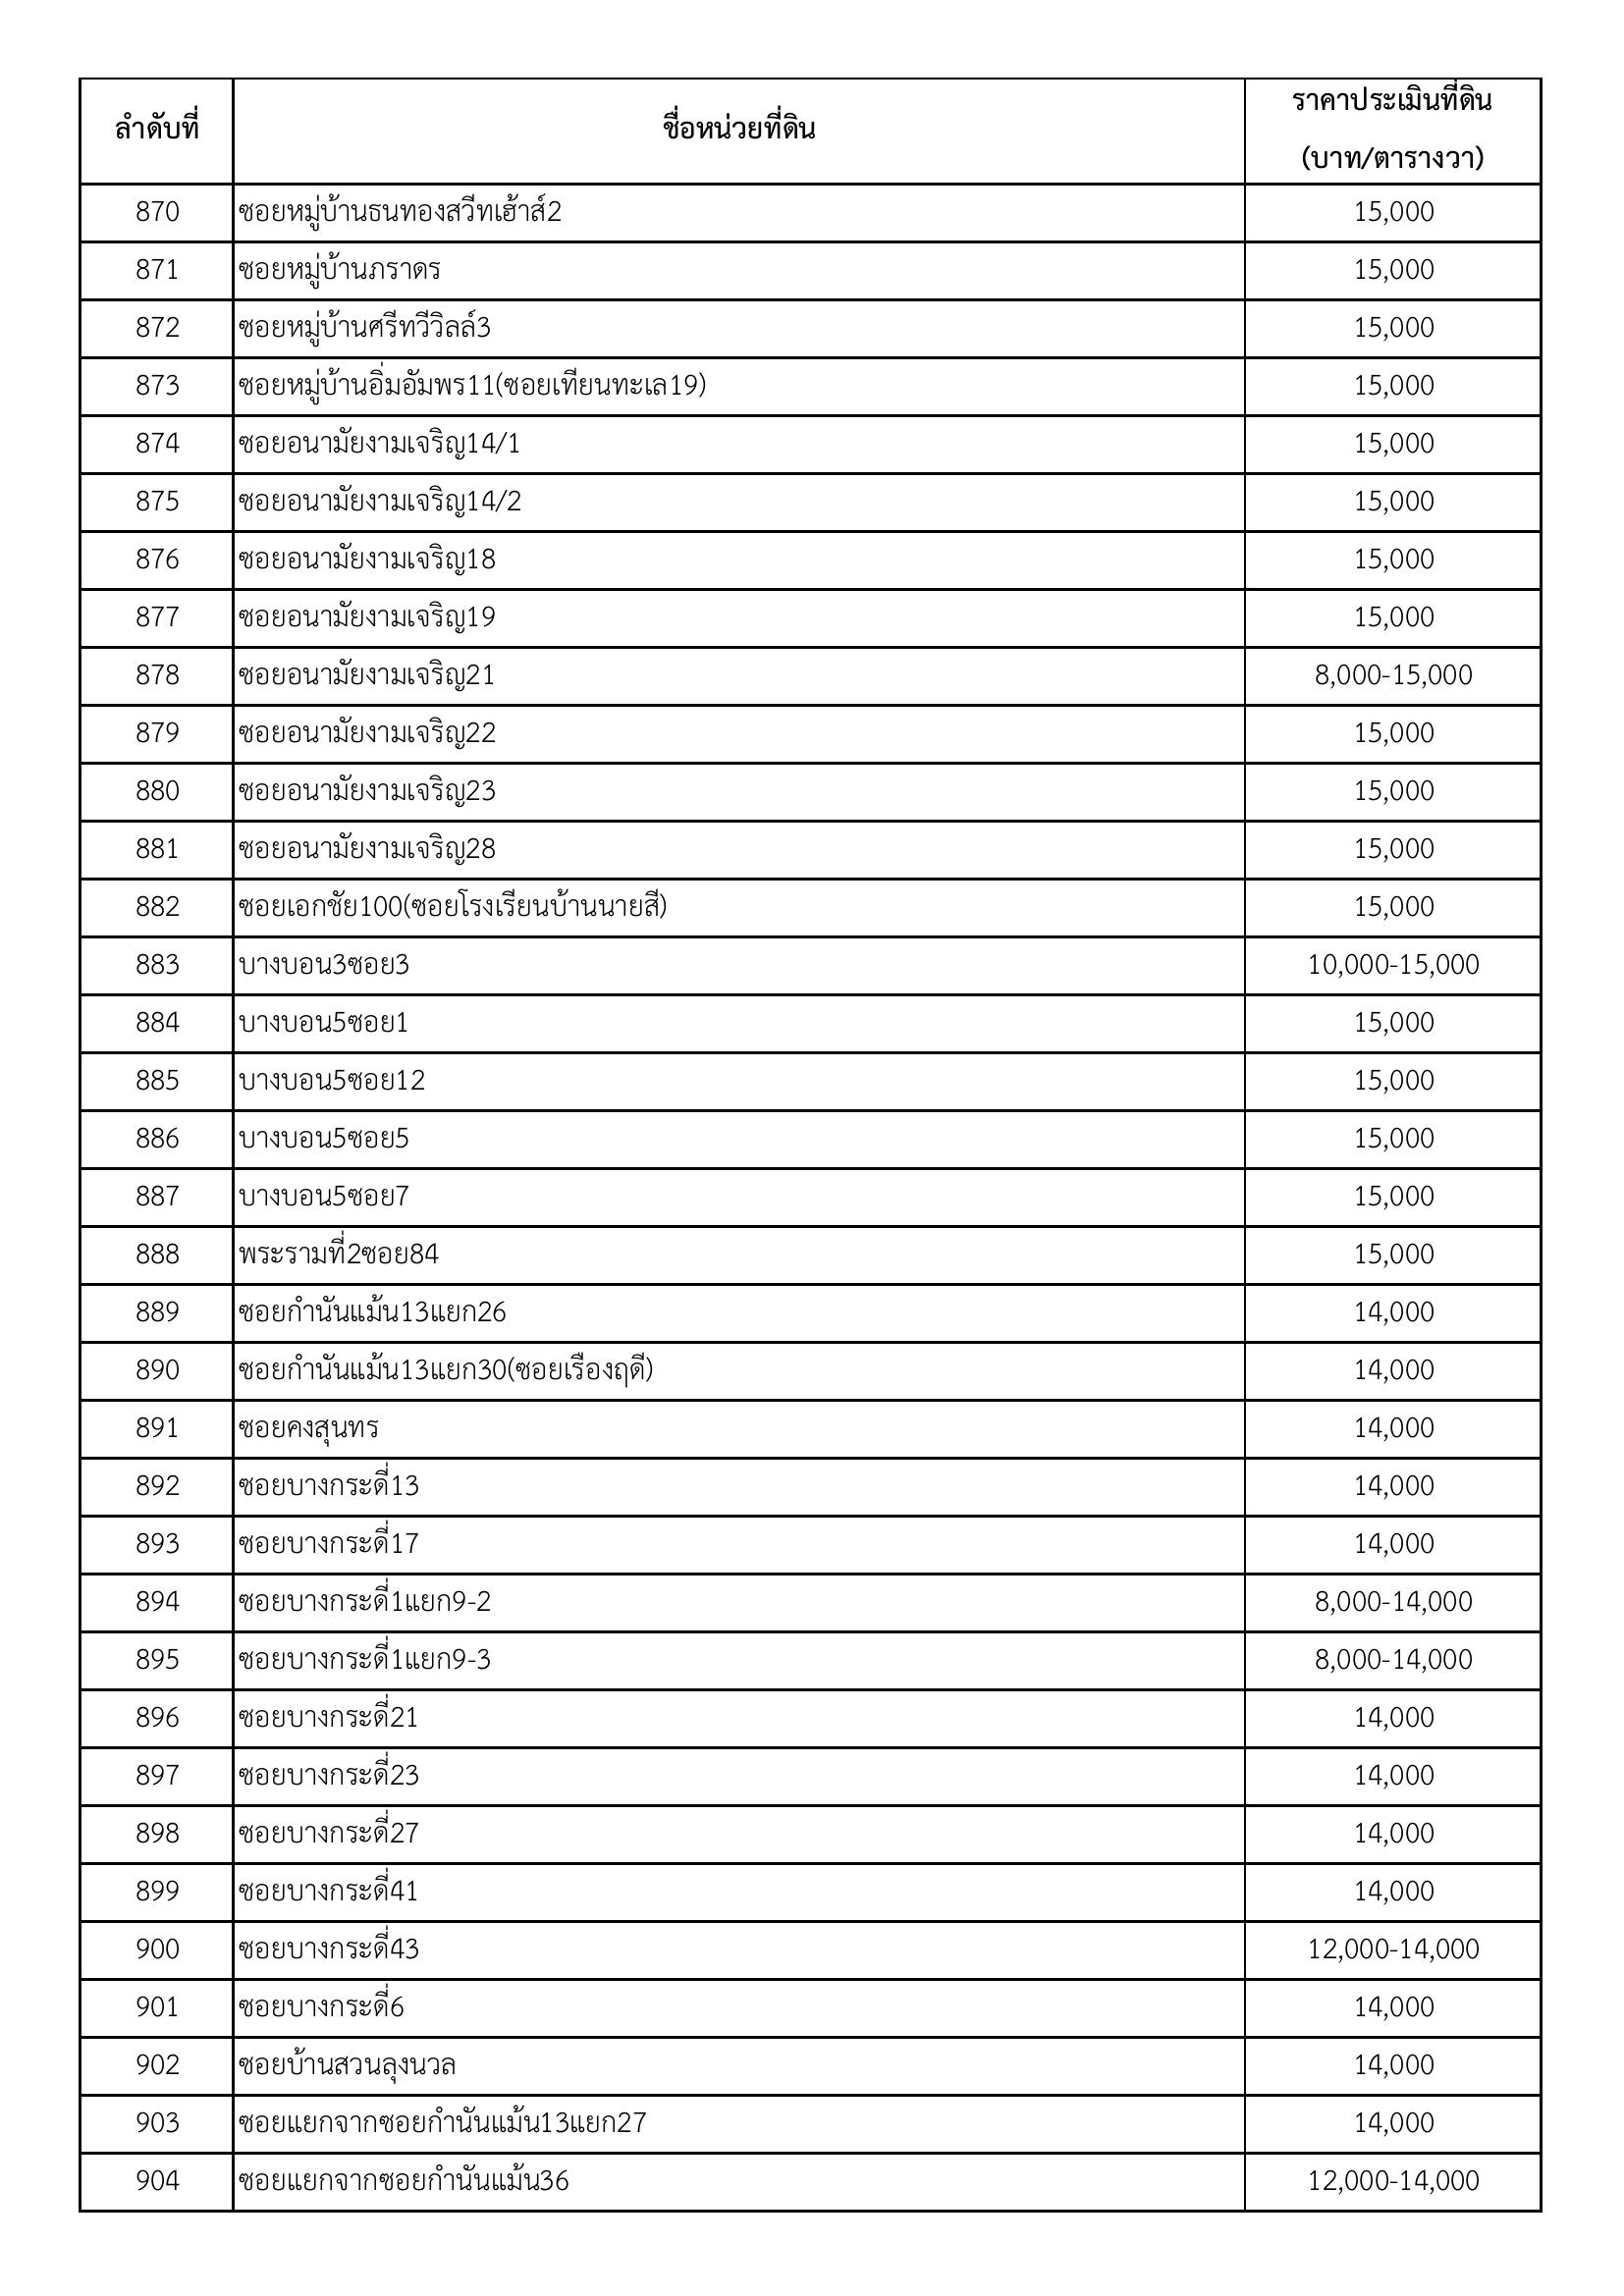 ลำดับที่ ชื่อหน่วยที่ดิน ราคาประเมินที่ดิน
(บาท/ตารางวา)
870 ซอยหมู่บ้านธนทองสวีทเฮ้าส์2 15,000
871 ซอยหมู่บ้านภราดร 15,000
872 ซอยหมู่บ้านศรีทวีวิลล์3 15,000
873 ซอยหมู่บ้านอิ่มอัมพร11(ซอยเทียนทะเล19) 15,000
874 ซอยอนามัยงามเจริญ14/1 15,000
875 ซอยอนามัยงามเจริญ14/2 15,000
876 ซอยอนามัยงามเจริญ18 15,000
877 ซอยอนามัยงามเจริญ19 15,000
878 ซอยอนามัยงามเจริญ21 8,000-15,000
879 ซอยอนามัยงามเจริญ22 15,000
880 ซอยอนามัยงามเจริญ23 15,000
881 ซอยอนามัยงามเจริญ28 15,000
882 ซอยเอกชัย100(ซอยโรงเรียนบ้านนายสี) 15,000
883 บางบอน3ซอย3 10,000-15,000
884 บางบอน5ซอย1 15,000
885 บางบอน5ซอย12 15,000
886 บางบอน5ซอย5 15,000
887 บางบอน5ซอย7 15,000
888 พระรามที่2ซอย84 15,000
889 ซอยกำนันแม้น13แยก26 14,000
890 ซอยกำนันแม้น13แยก30(ซอยเรืองฤดี) 14,000
891 ซอยคงสุนทร 14,000
892 ซอยบางกระดี่13 14,000
893 ซอยบางกระดี่17 14,000
894 ซอยบางกระดี่1แยก9-2 8,000-14,000
895 ซอยบางกระดี่1แยก9-3 8,000-14,000
896 ซอยบางกระดี่21 14,000
897 ซอยบางกระดี่23 14,000
898 ซอยบางกระดี่27 14,000
899 ซอยบางกระดี่41 14,000
900 ซอยบางกระดี่43 12,000-14,000
901 ซอยบางกระดี่6 14,000
902 ซอยบ้านสวนลุงนวล 14,000
903 ซอยแยกจากซอยกำนันแม้น13แยก27 14,000
904 ซอยแยกจากซอยกำนันแม้น36 12,000-14,000